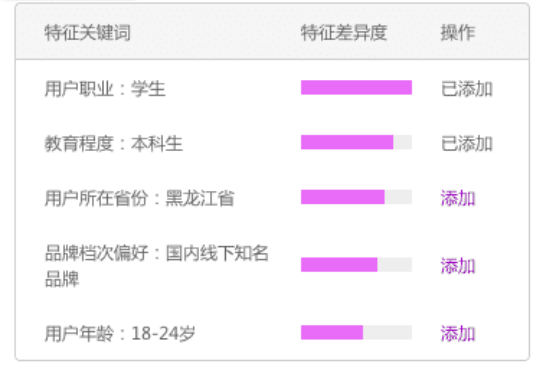 特征关键词 特征差异度 操作
用户职业：学生 已添加
教育程度：本科生 已添加
用户所在省份：黑龙江省 添加
品牌档次偏好：国内线下知名
品牌 添加
用户年龄：18-24岁 添加